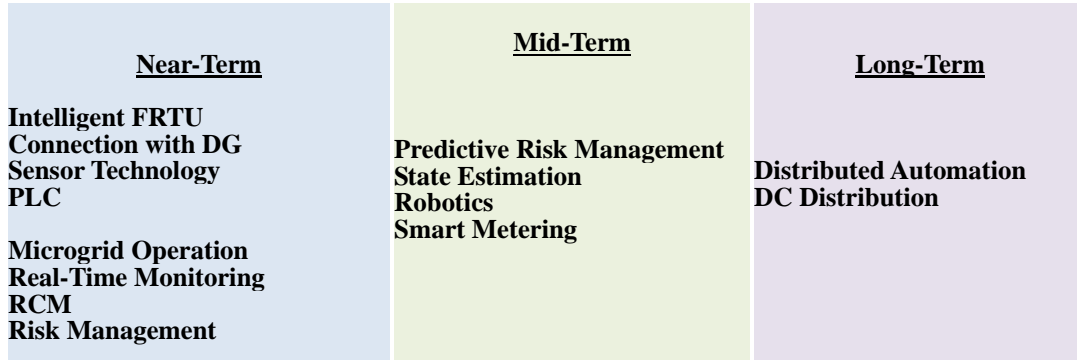 Near-Term
Intelligent FRTU
Connection with DG
Sensor Technology
PLC
Microgrid Operation
Real-Time Monitoring
RCM
Risk Management
Mid-Term
Predictive Risk Management
State Estimation
Robotics
Smart Metering
Long-Term
Distributed Automation
DC Distribution